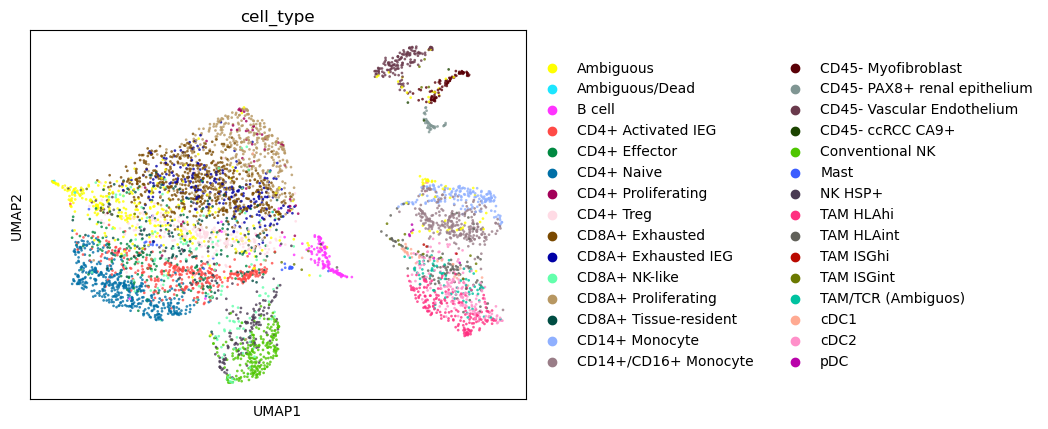 cell_type
UMAP2
UMAP1
Ambiguous
Ambiguous/Dead
B cell
CD4+ Activated IEG
CD4+ Effector
CD4+ Naive
CD4+ Proliferating
CD4+ Treg
CD8A+ Exhausted
CD8A+ Exhausted IEG
CD8A+ NK-like
CD8A+ Proliferating
CD8A+ Tissue-resident
CD14+ Monocyte
CD14+/CD16+ Monocyte
CD45- Myofibroblast
CD45- PAX8+ renal epithelium
CD45- Vascular Endothelium
CD45- ccRCC CA9+
Conventional NK
Mast
NK HSP+
TAM HLAhi
TAM HLAint
TAM ISGhi
TAM ISGint
TAM/TCR (Ambiguos)
cDC1
cDC2
pDC